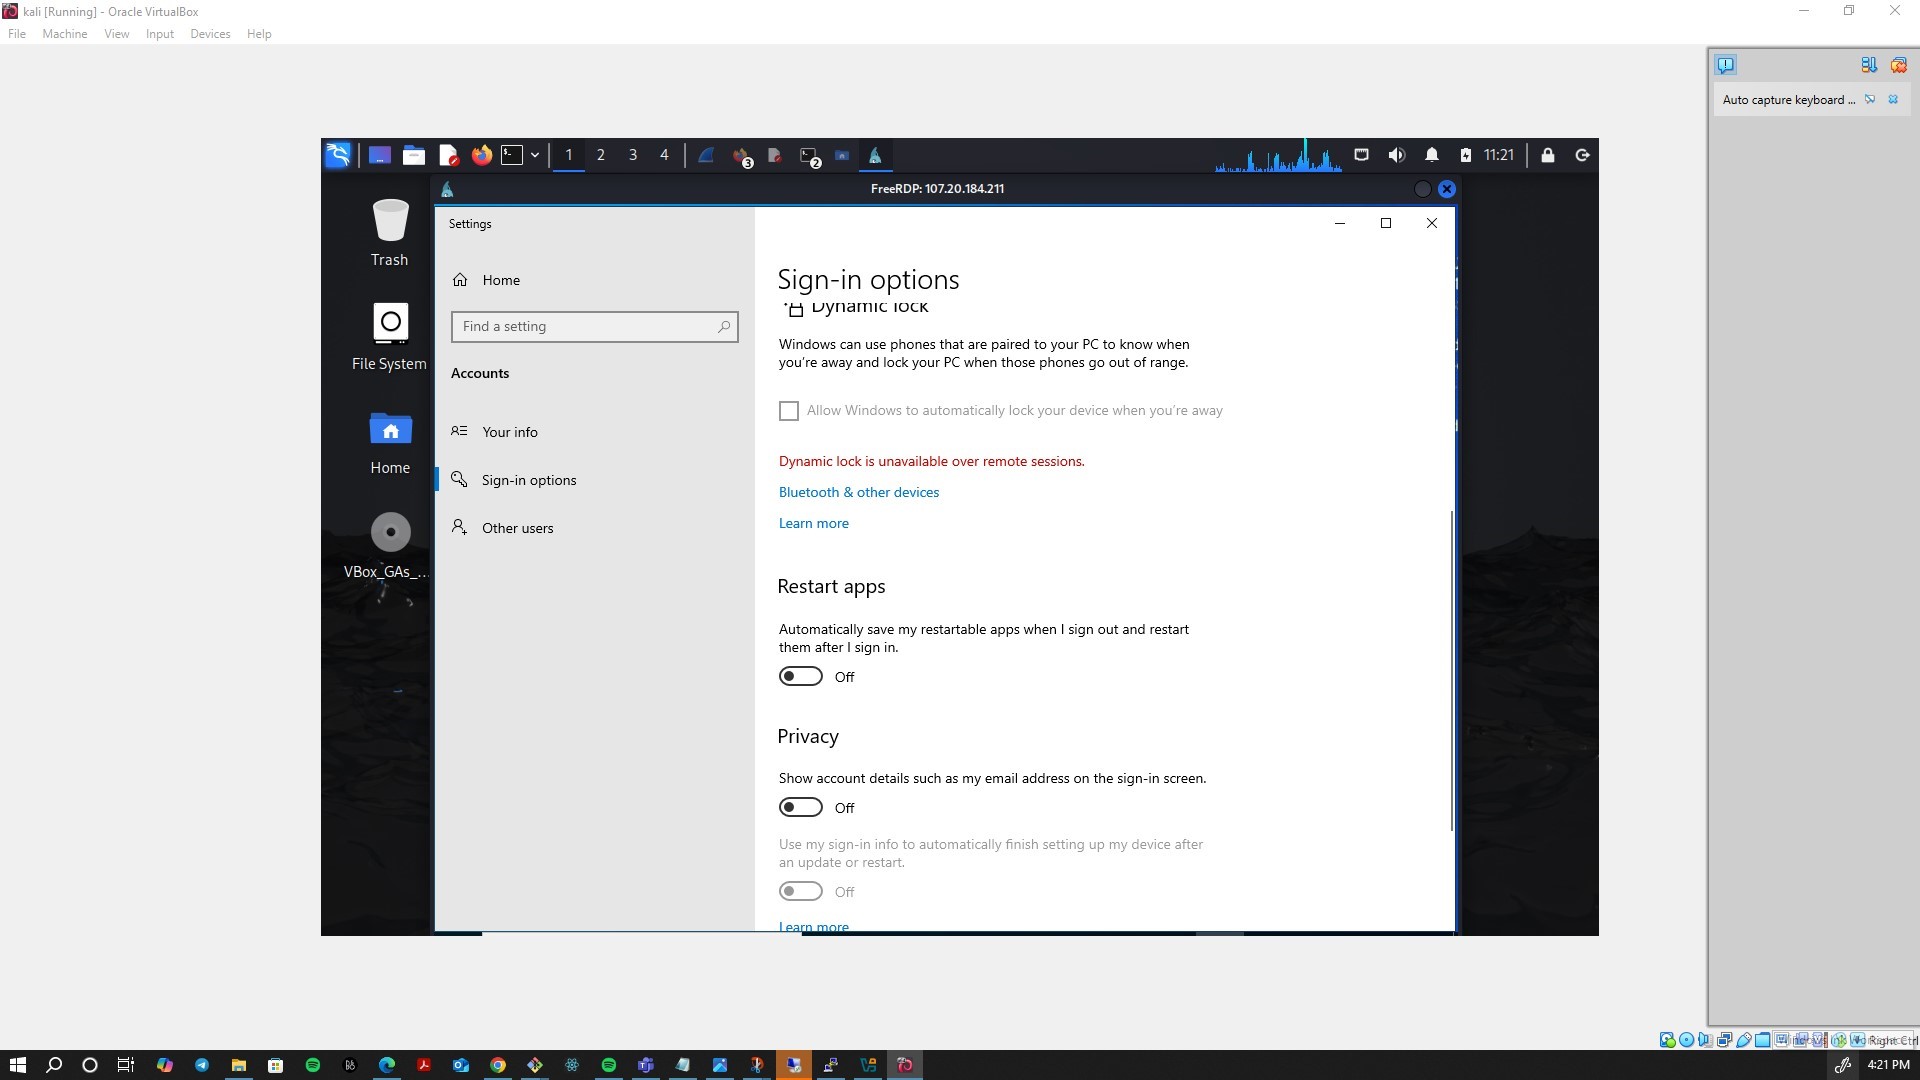 kali [Running] - Oracle VirtualBox
File Machine View Input Devices Help
Auto capture keyboard ...
1 2 3 4
3
2
11:21
FreeRDP: 107.20.184.211
Trash
File System
Home
VBox_GAs_...
Settings
Home
Find a setting
Accounts
Your info
Sign-in options
Other users
Sign-in options
Dynamic lock
Windows can use phones that are paired to your PC to know when
you're away and lock your PC when those phones go out of range.
Allow Windows to automatically lock your device when you're away
Dynamic lock is unavailable over remote sessions.
Bluetooth & other devices
Learn more
Restart apps
Automatically save my restartable apps when I sign out and restart
them after I sign in.
Off
Privacy
Show account details such as my email address on the sign-in screen.
Off
Use my sign-in info to automatically finish setting up my device after
an update or restart.
Off
Learn more
Right Ctrl
4:21 PM